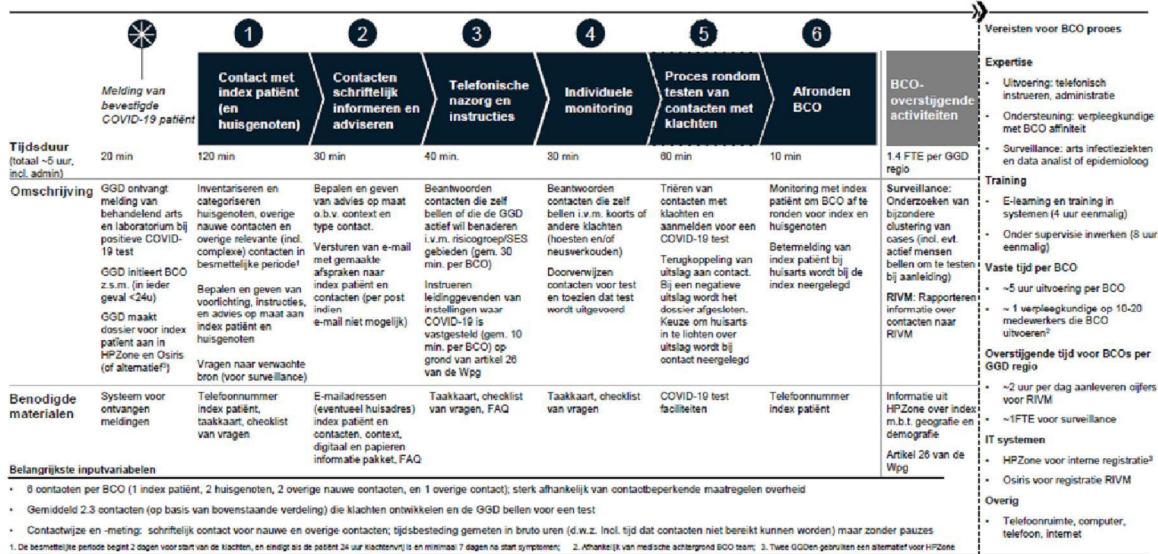 1
2
3
4
5
6
Melding van
bevestigde
COVID-19 patiënt
Contact met
index patiënt
(en
huisgenoten)
Contacten
schriftelijk
informeren en
adviseren
Telefonische
nazorg en
instructies
Individuele
monitoring
Proces rondom
testen van
contacten met
klachten
Afronden
BCO
BCO-
overstijgende
activiteiten
Tijdsduur
(totaal ~5 uur,
incl. admin)
20 min
120 min
30 min
40 min.
30 min
60 min
10 min
1.4 FTE per GGD
regio
Omschrijving
GGD ontvangt
melding van
behandelend arts
en laboratorium bij
positieve COVID-
19 test
GGD initieert BCO
z.s.m. (in ieder
geval <24u)
GGD maakt
dossier voor index
patient aan in
HPZone en Osiris
(of alternatief³)
Inventariseren en
categoriseren
huisgenoten, overige
nauwe contacten en
overige relevante (incl.
complexe) contacten in
besmettelijke periode¹
Bepalen en geven van
voorlichting, instructies,
en advies op maat aan
index patiënt en
huisgenoten
Vragen naar verwachte
bron (voor surveillance)
Bepalen en geven
van advies op maat
o.b.v. context en
type contact.
Versturen van e-mail
met gemaakte
afspraken naar
index patiënt en
contacten (per post
indien
e-mail niet mogelijk)
Beantwoorden
contacten die zelf
bellen of die de GGD
actief wil benaderen
i.v.m. risicogroep/SES
gebieden (gem. 30
min. per BCO)
Instrueren
leidinggevenden van
instellingen waar
COVID-19 is
vastgesteld (gem. 10
min. per BCO) op
grond van artikel 26
van de Wpg
Beantwoorden
contacten die zelf
bellen i.v.m. koorts of
andere klachten
(hoesten en/of
neusverkouden)
Doorverwijzen
contacten voor test
en toezien dat test
wordt uitgevoerd
Triëren van
contacten met
klachten en
aanmelden voor een
COVID-19 test
Terugkoppeling van
uitslag aan contact.
Bij een negatieve
uitslag wordt het
dossier afgesloten.
Keuze om huisarts
in te lichten over
uitslag wordt bij
contact neergelegd
Monitoring met index
patiënt om BCO af te
ronden voor index en
huisgenoten
Betermelding van
index patiënt bij
huisarts wordt bij de
index neergelegd
Surveillance:
Onderzoeken van
bijzondere
clustering van
cases (incl. evt.
actief mensen
bellen om te testen
bij aanleiding)
RIVM: Rapporteren
informatie over
contacten naar
RIVM
Benodigde
materialen
Systeem voor
ontvangen
meldingen
Telefoonnummer
index patiënt,
taakkaart, checklist
van vragen
E-mailadressen
(eventueel huisadres)
index patiënt en
contacten, context,
digitaal en papieren
informatie pakket, FAQ
Taakkaart, checklist
van vragen, FAQ
Taakkaart, checklist
van vragen
COVID-19 test
faciliteiten
Telefoonnummer
index patiënt
Informatie uit
HPZone over index
m.b.t. geografie en
demografie
Artikel 26 van de
Wpg
Belangrijkste inputvariabelen
• 6 contacten per BCO (1 index patiënt, 2 huisgenoten, 2 overige nauwe contacten, en 1 overige contact); sterk afhankelijk van contactbeperkende maatregelen overheid
• Gemiddeld 2.3 contacten (op basis van bovenstaande verdeling) die klachten ontwikkelen en de GGD bellen voor een test
• Contactwijze en -meting: schriftelijk contact voor nauwe en overige contacten; tijdsbesteding gemeten in bruto uren (d.w.z. Incl. tijd dat contacten niet bereikt kunnen worden) maar zonder pauzes
1. De besmettelijke periode begint 2 dagen voor start van de klachten, en eindigt als de patiënt 24 uur klachtenvrij is en minimaal 7 dagen na start symptomen; 2. Afhankelijk van medische achtergrond BCO team; 3. Twee GGDen gebruiken een alternatief voor HPZone
Vereisten voor BCO proces
Expertise
• Uitvoering: telefonisch
instrueren, administratie
• Ondersteuning: verpleegkundige
met BCO affiniteit
• Surveillance: arts infectieziekten
en data analist of epidemioloog
Training
• E-learning en training in
systemen (4 uur eenmalig)
• Onder supervisie inwerken (8 uur
eenmalig)
Vaste tijd per BCO
• ~5 uur uitvoering per BCO
• ~ 1 verpleegkundige op 10-20
medewerkers die BCO
uitvoeren²
Overstijgende tijd voor BCOs per
GGD regio
• ~2 uur per dag aanleveren cijfers
voor RIVM
• ~1FTE voor surveillance
IT systemen
• HPZone voor interne registratie³
• Osiris voor registratie RIVM
Overig
• Telefoonruimte, computer,
telefoon, internet